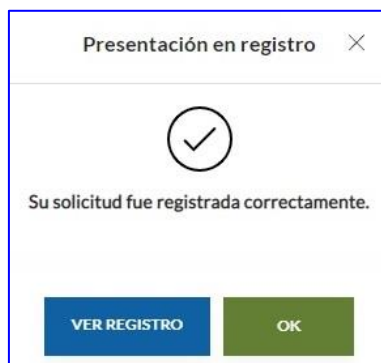 Presentación en registro
Su solicitud fue registrada correctamente.
VER REGISTRO
OK